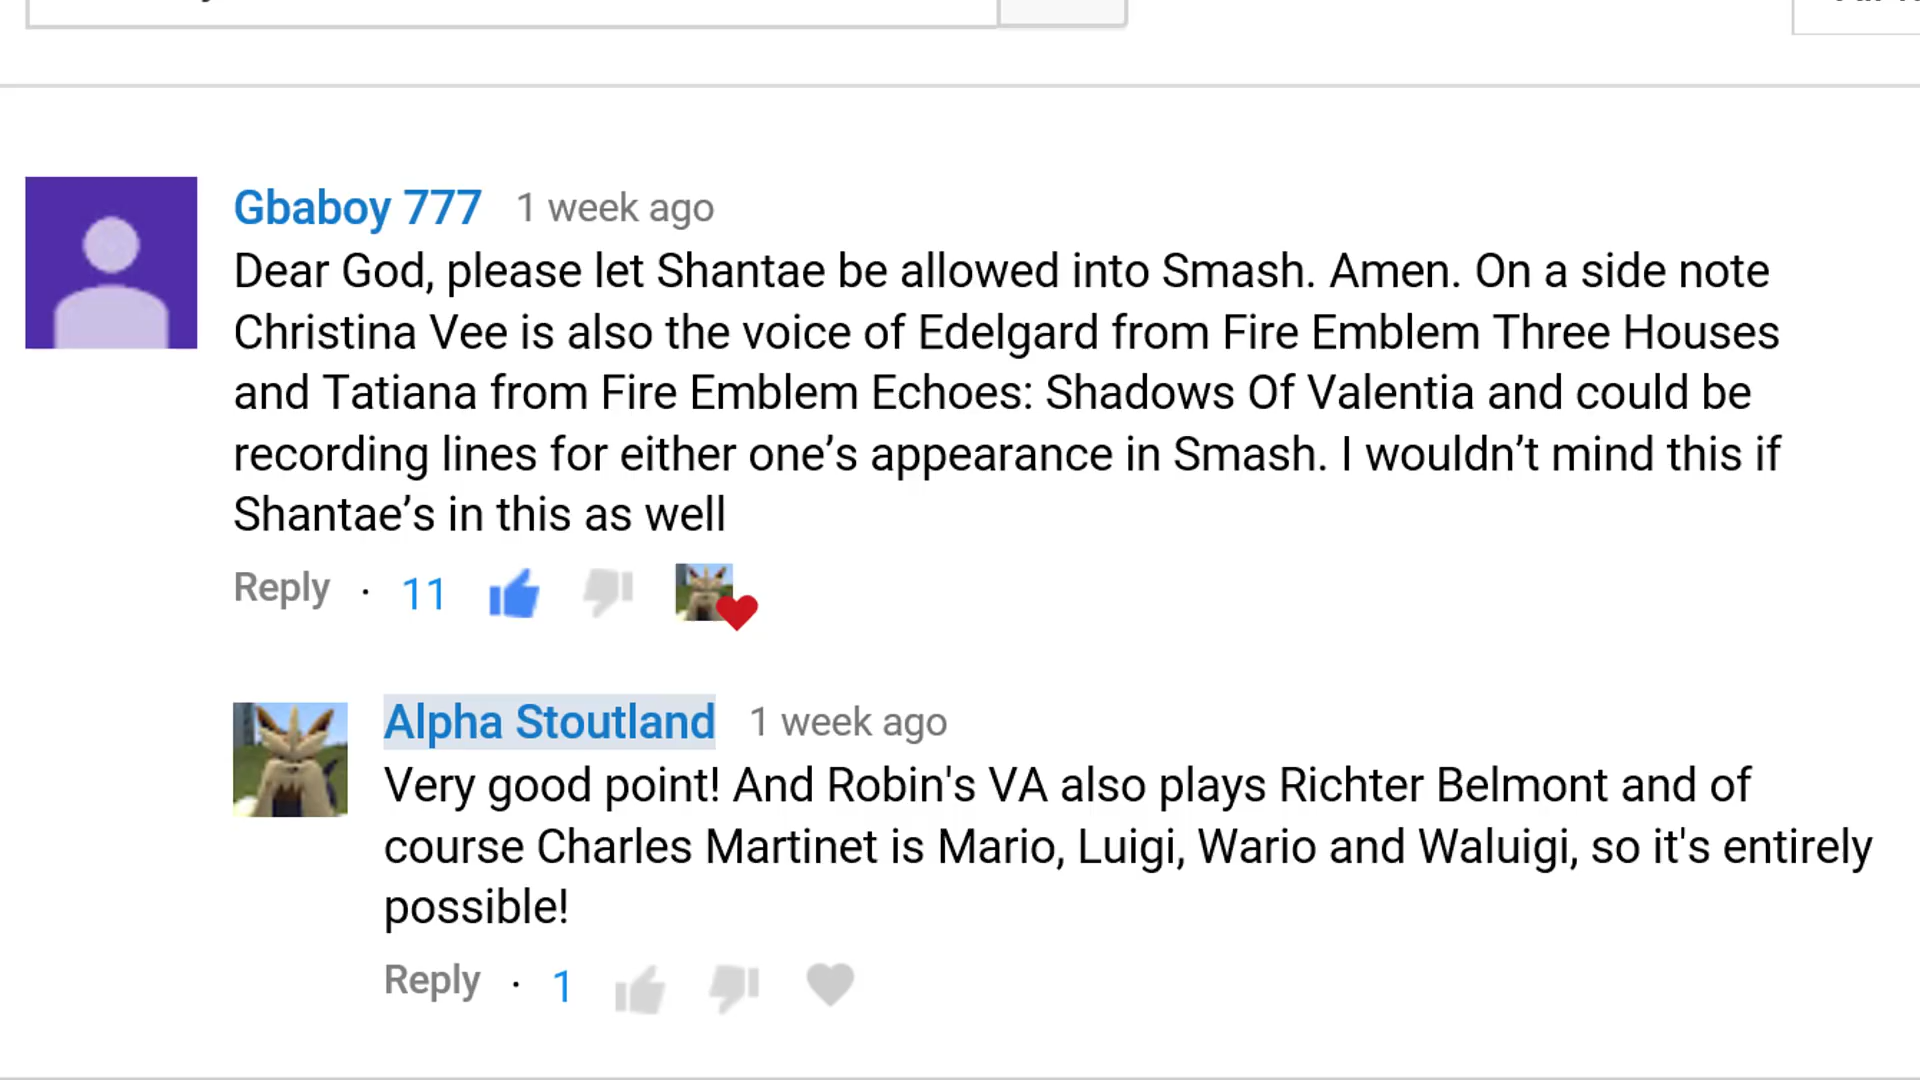 Gbaboy 777 1 week ago
Dear God, please let Shantae be allowed into Smash. Amen. On a side note
Christina Vee is also the voice of Edelgard from Fire Emblem Three Houses
and Tatiana from Fire Emblem Echoes: Shadows Of Valentia and could be
recording lines for either one’s appearance in Smash. I wouldn’t mind this if
Shantae’s in this as well
Reply · 11
Alpha Stoutland 1 week ago
Very good point! And Robin's VA also plays Richter Belmont and of
course Charles Martinet is Mario, Luigi, Wario and Waluigi, so it's entirely
possible!
Reply · 1